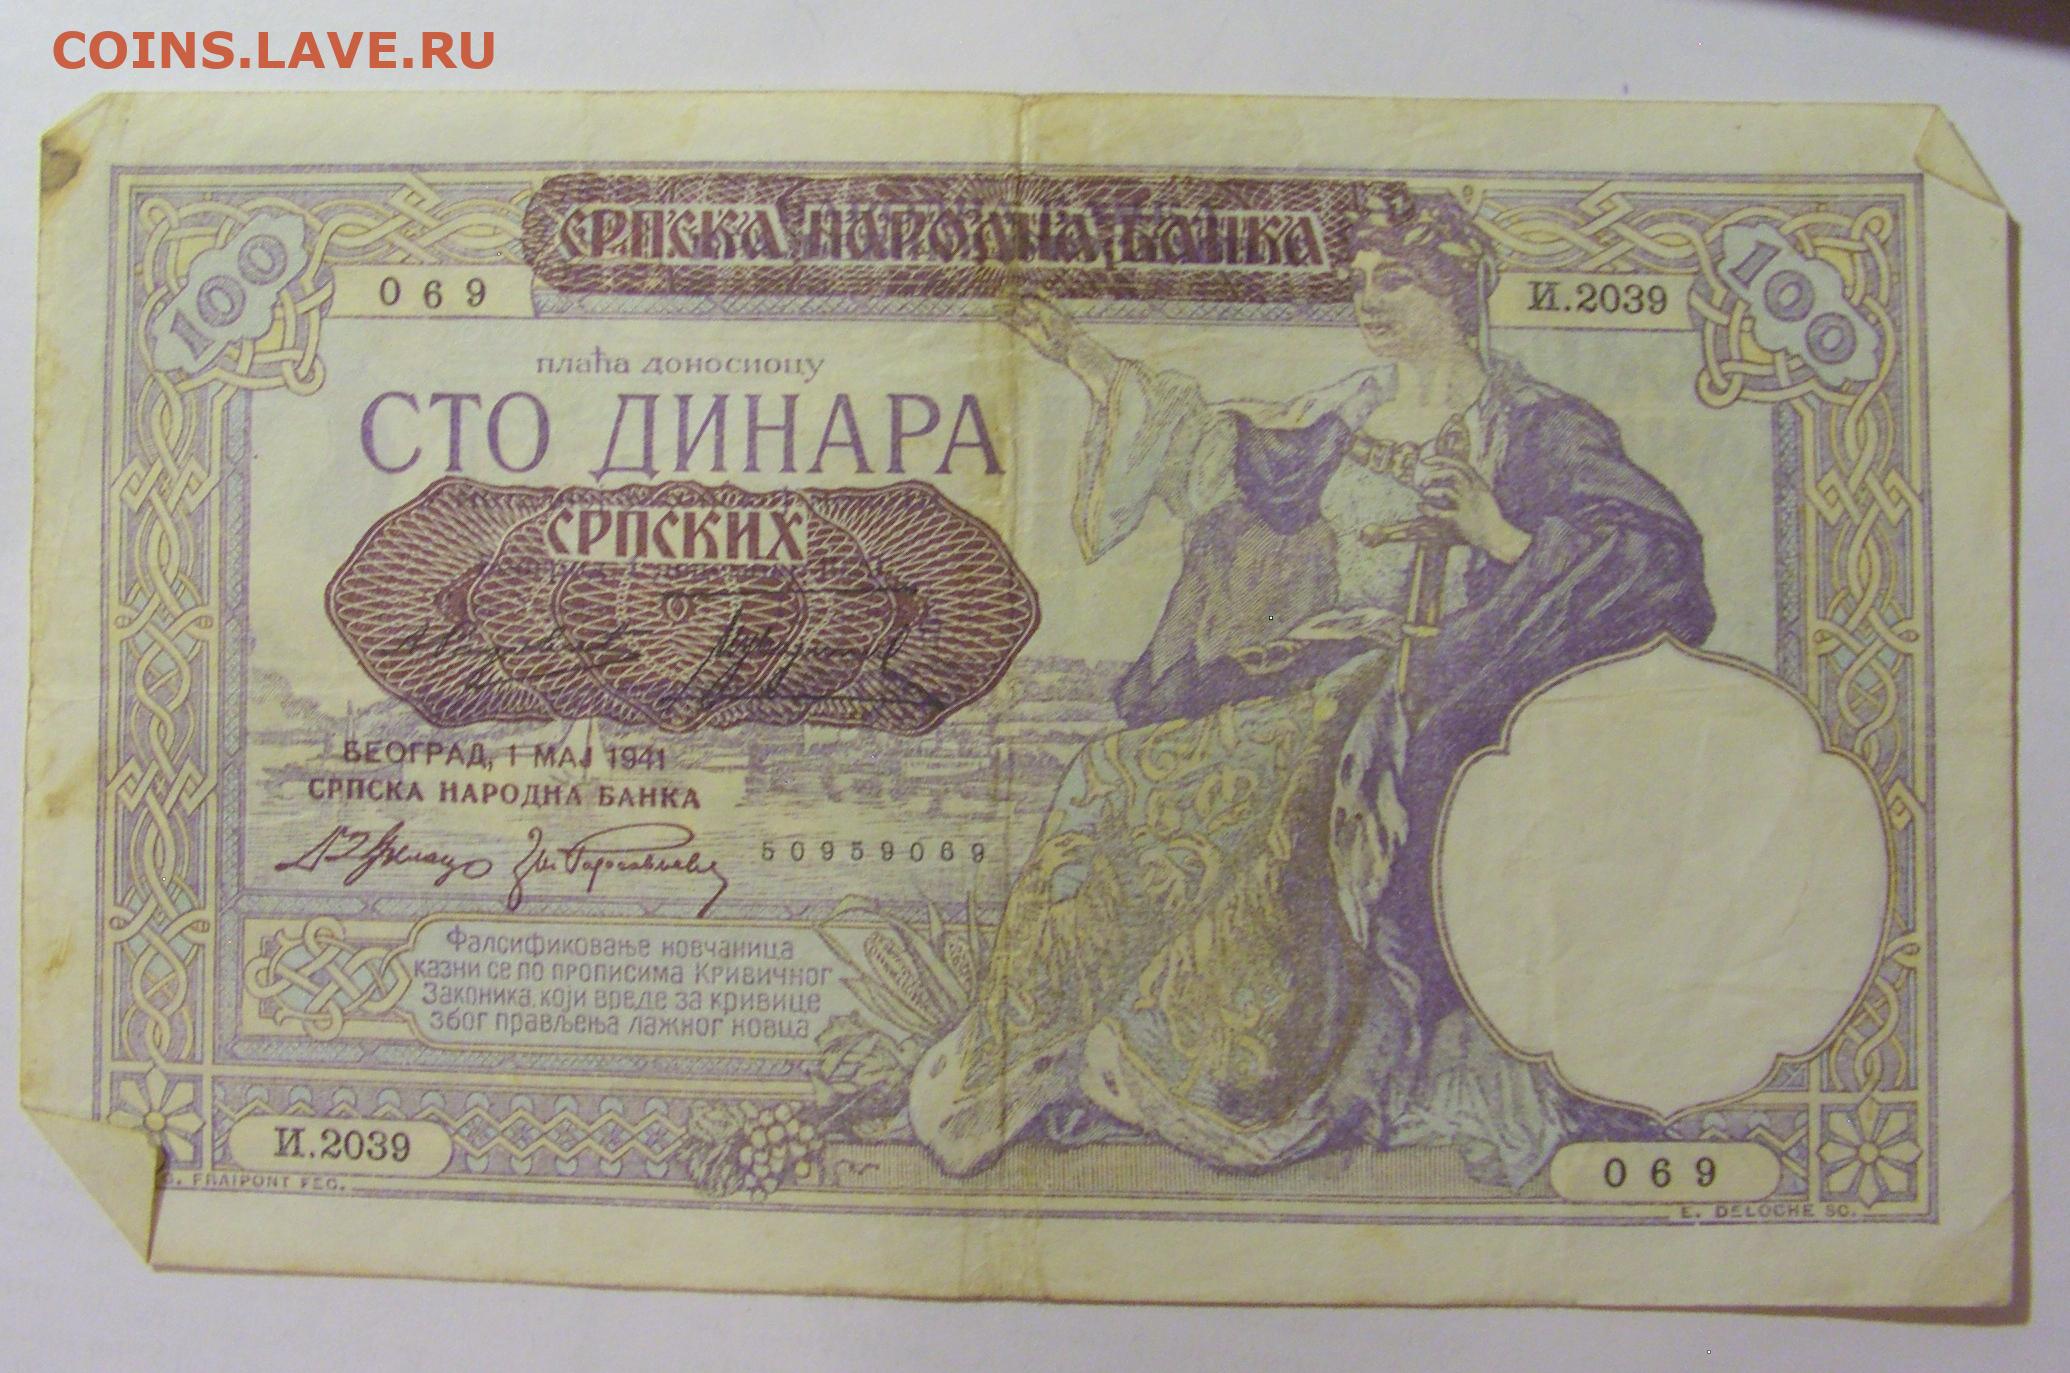 COINS.LAVE.RU
СРПСКА НАРОДНА БАНКА
100
069
И.2039
100
плаћа доносиоцу
СТО ДИНАРА
СРПСКИХ
БЕОГРАД, 1 МАЈ 1941
СРПСКА НАРОДНА БАНКА
50959069
Фалсификовање новчаница
казни се по прописима Кривичног
Законика, који вреде за кривице
због прављења лажног новца
И.2039
069
. FRAIPONT FEC.
E. DELOCHE SC.